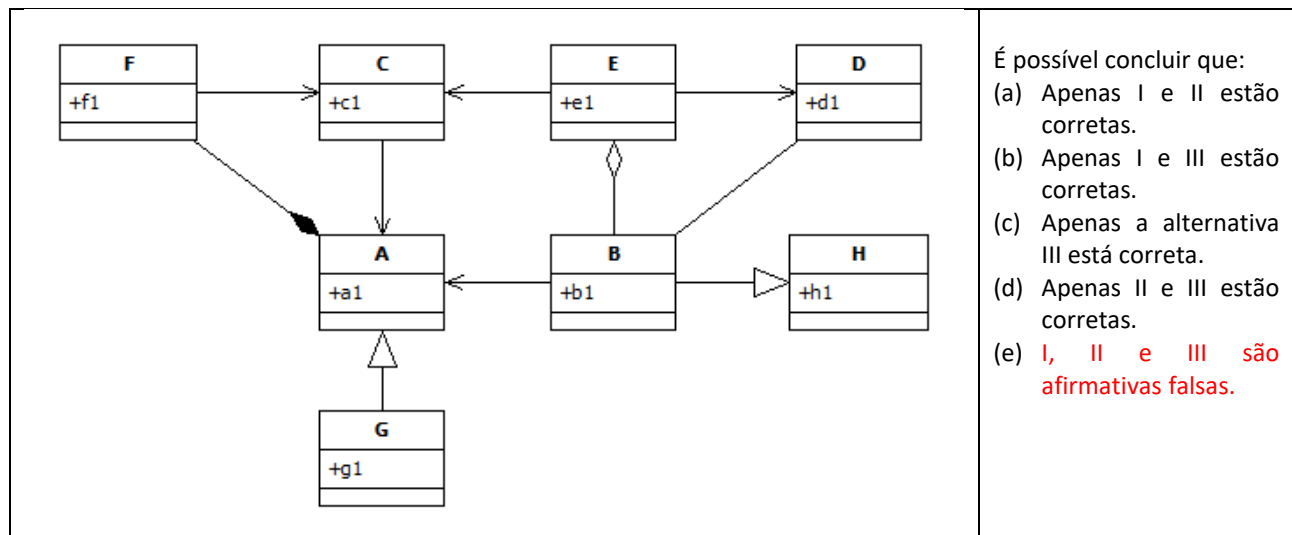 F
+f1
C
+c1
E
+e1
D
+d1
A
+a1
B
+b1
H
+h1
G
+g1
É possível concluir que:
(a) Apenas I e II estão
corretas.
(b) Apenas I e III estão
corretas.
(c) Apenas a alternativa
III está correta.
(d) Apenas II e III estão
corretas.
(e) I, II e III são
afirmativas falsas.